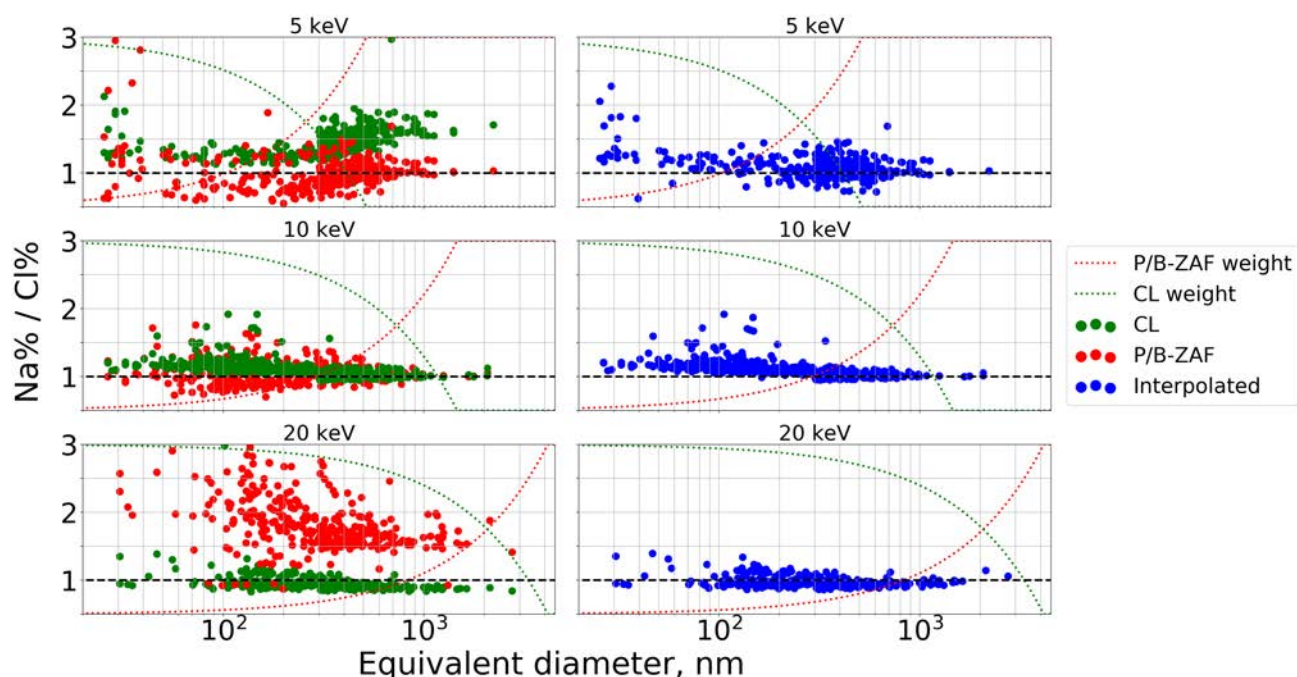 5 keV
5 keV
3
2
1
10 keV
10 keV
3
2
1
20 keV
20 keV
3
2
1
Na% / Cl%
10²
10³
10²
10³
Equivalent diameter, nm
P/B-ZAF weight
CL weight
CL
P/B-ZAF
Interpolated